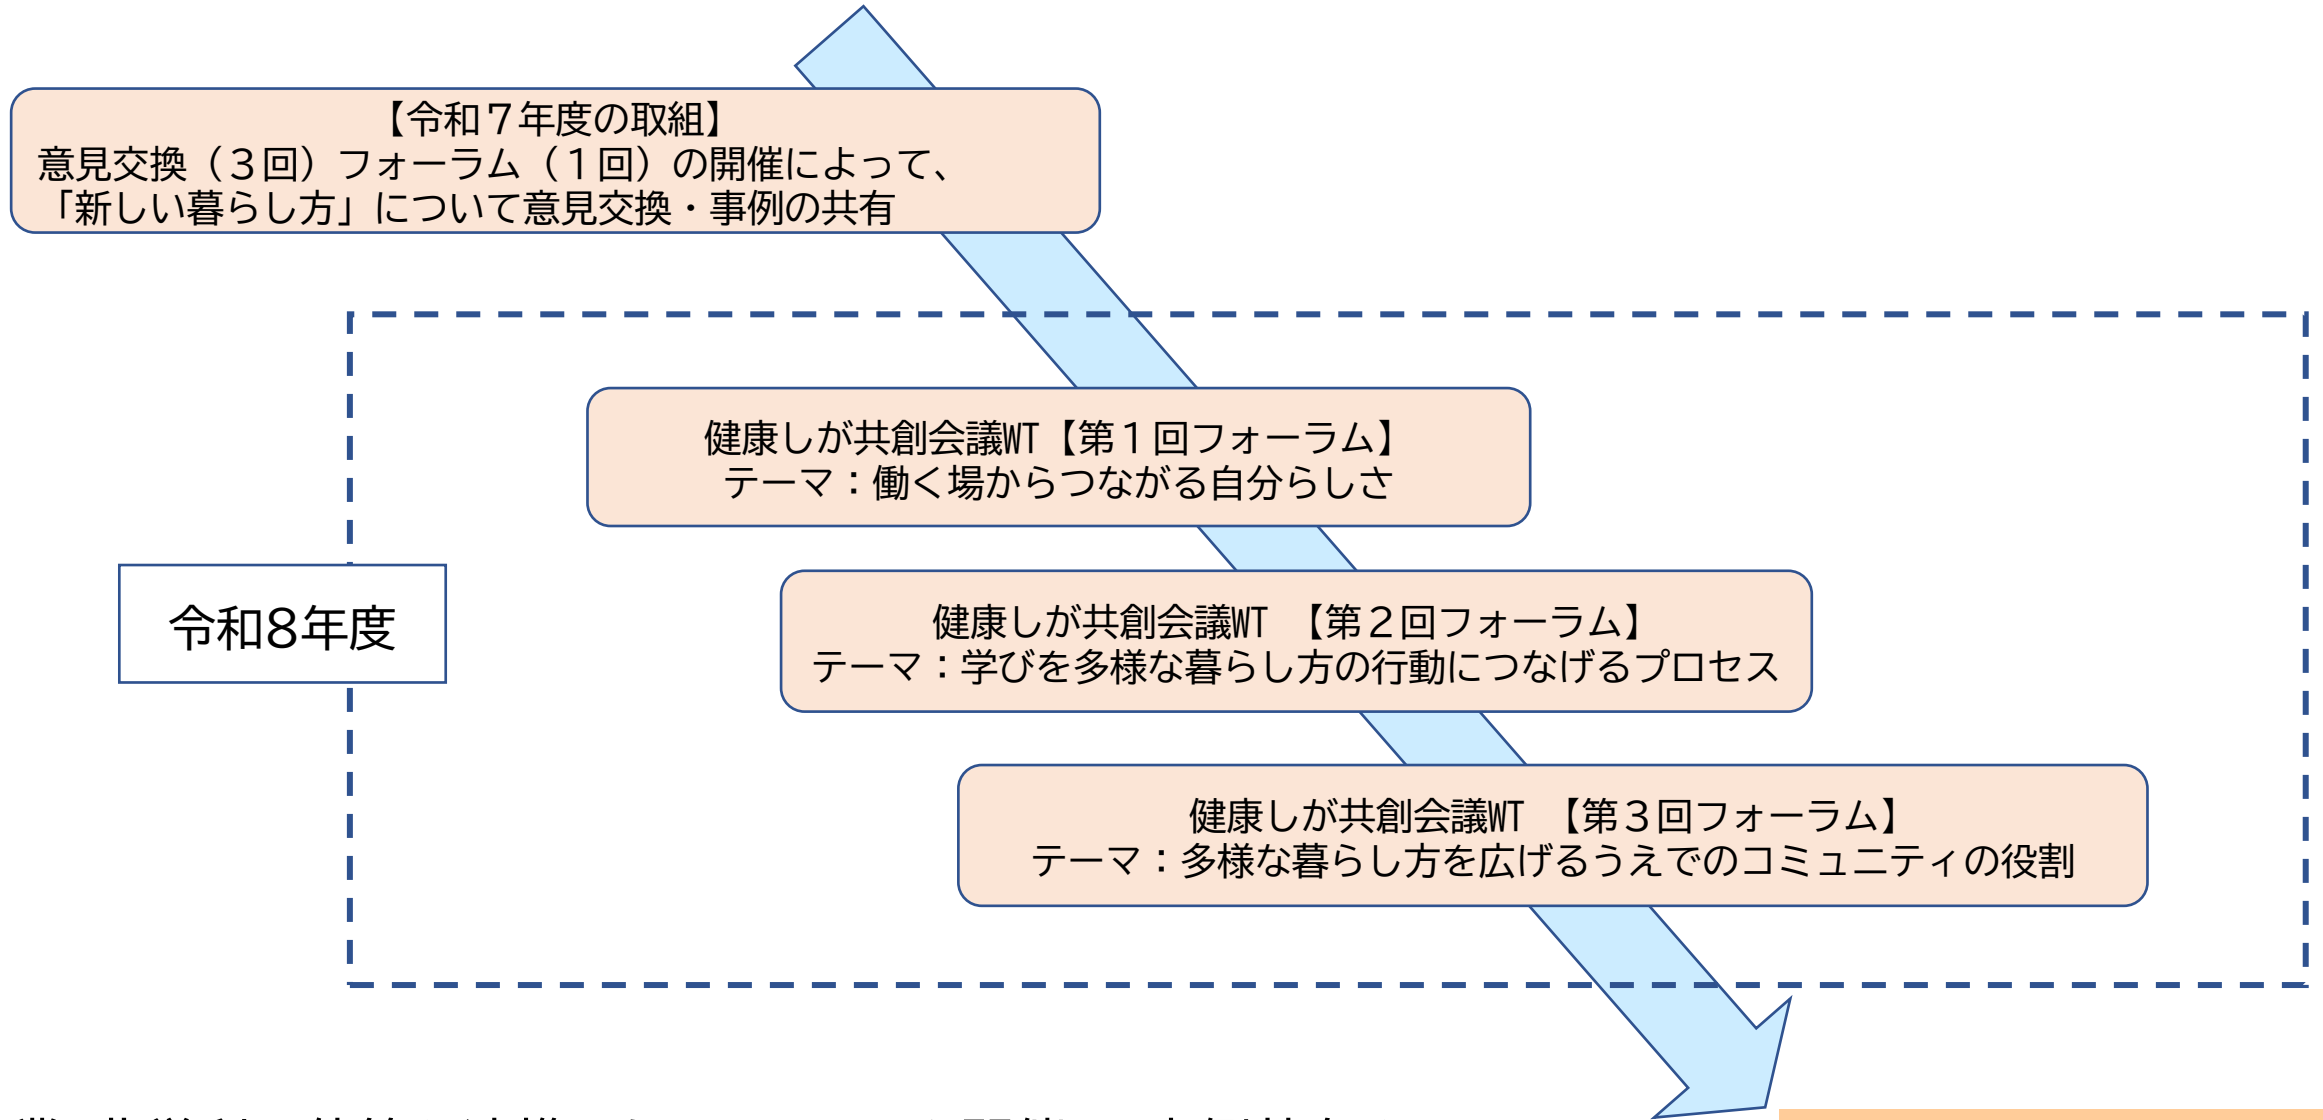 【令和７年度の取組】
意見交換（３回）フォーラム（１回）の開催によって、
「新しい暮らし方」について意見交換・事例の共有
健康しが共創会議WT【第１回フォーラム】
テーマ：働く場からつながる自分らしさ
令和8年度
健康しが共創会議WT 【第２回フォーラム】
テーマ：学びを多様な暮らし方の行動につなげるプロセス
健康しが共創会議WT 【第３回フォーラム】
テーマ：多様な暮らし方を広げるうえでのコミュニティの役割